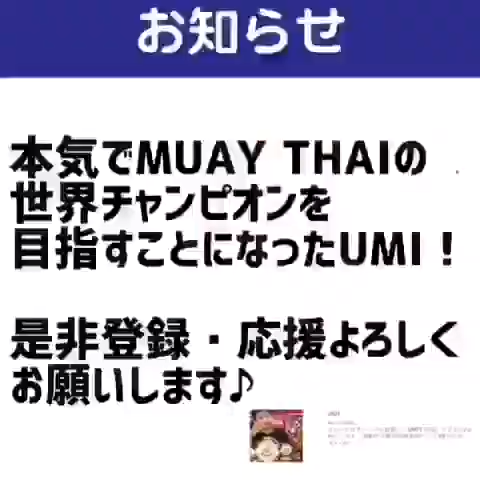 お知らせ
本気でMUAY THAIの
世界チャンピオンを
目指すことになったUMI！
是非登録・応援よろしく
お願いします♪